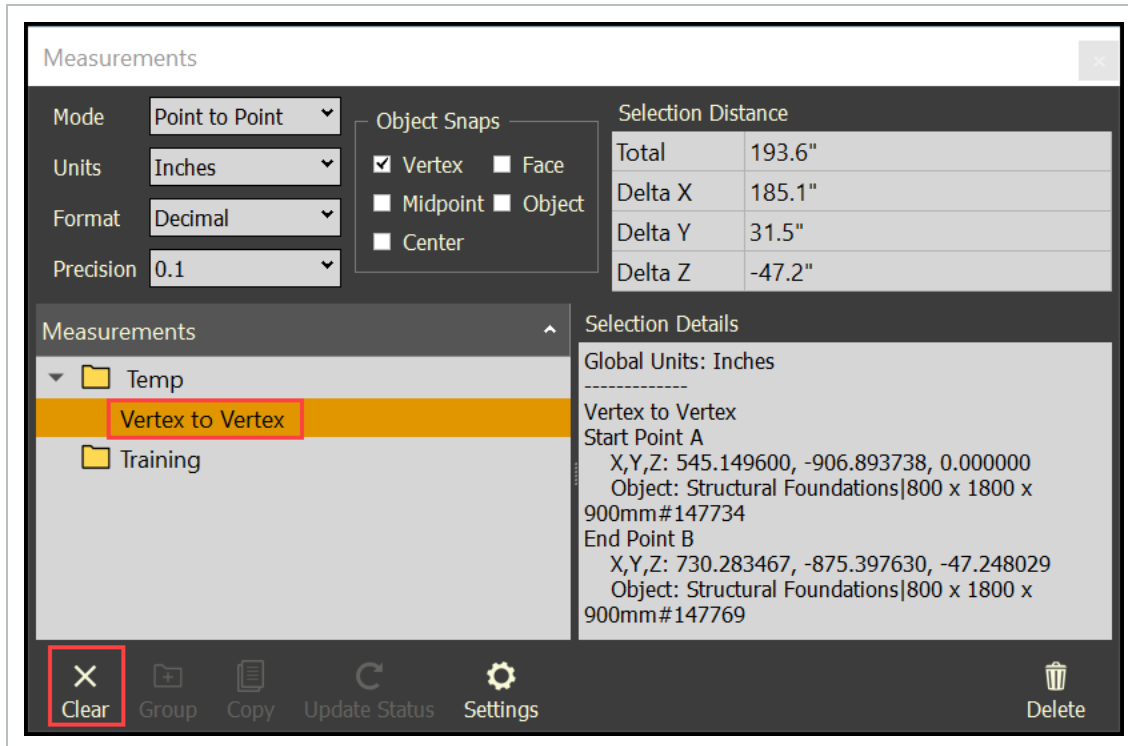 Measurements
Mode
Point to Point
Units
Inches
Format
Decimal
Precision
0.1
Object Snaps
Vertex
Face
Midpoint
Object
Center
Selection Distance
Total
193.6"
Delta X
185.1"
Delta Y
31.5"
Delta Z
-47.2"
Measurements
Temp
Vertex to Vertex
Training
Selection Details
Global Units: Inches
-------------
Vertex to Vertex
Start Point A
X,Y,Z: 545.149600, -906.893738, 0.000000
Object: Structural Foundations|800 x 1800 x
900mm#147734
End Point B
X,Y,Z: 730.283467, -875.397630, -47.248029
Object: Structural Foundations|800 x 1800 x
900mm#147769
Clear
Group
Copy
Update Status
Settings
Delete